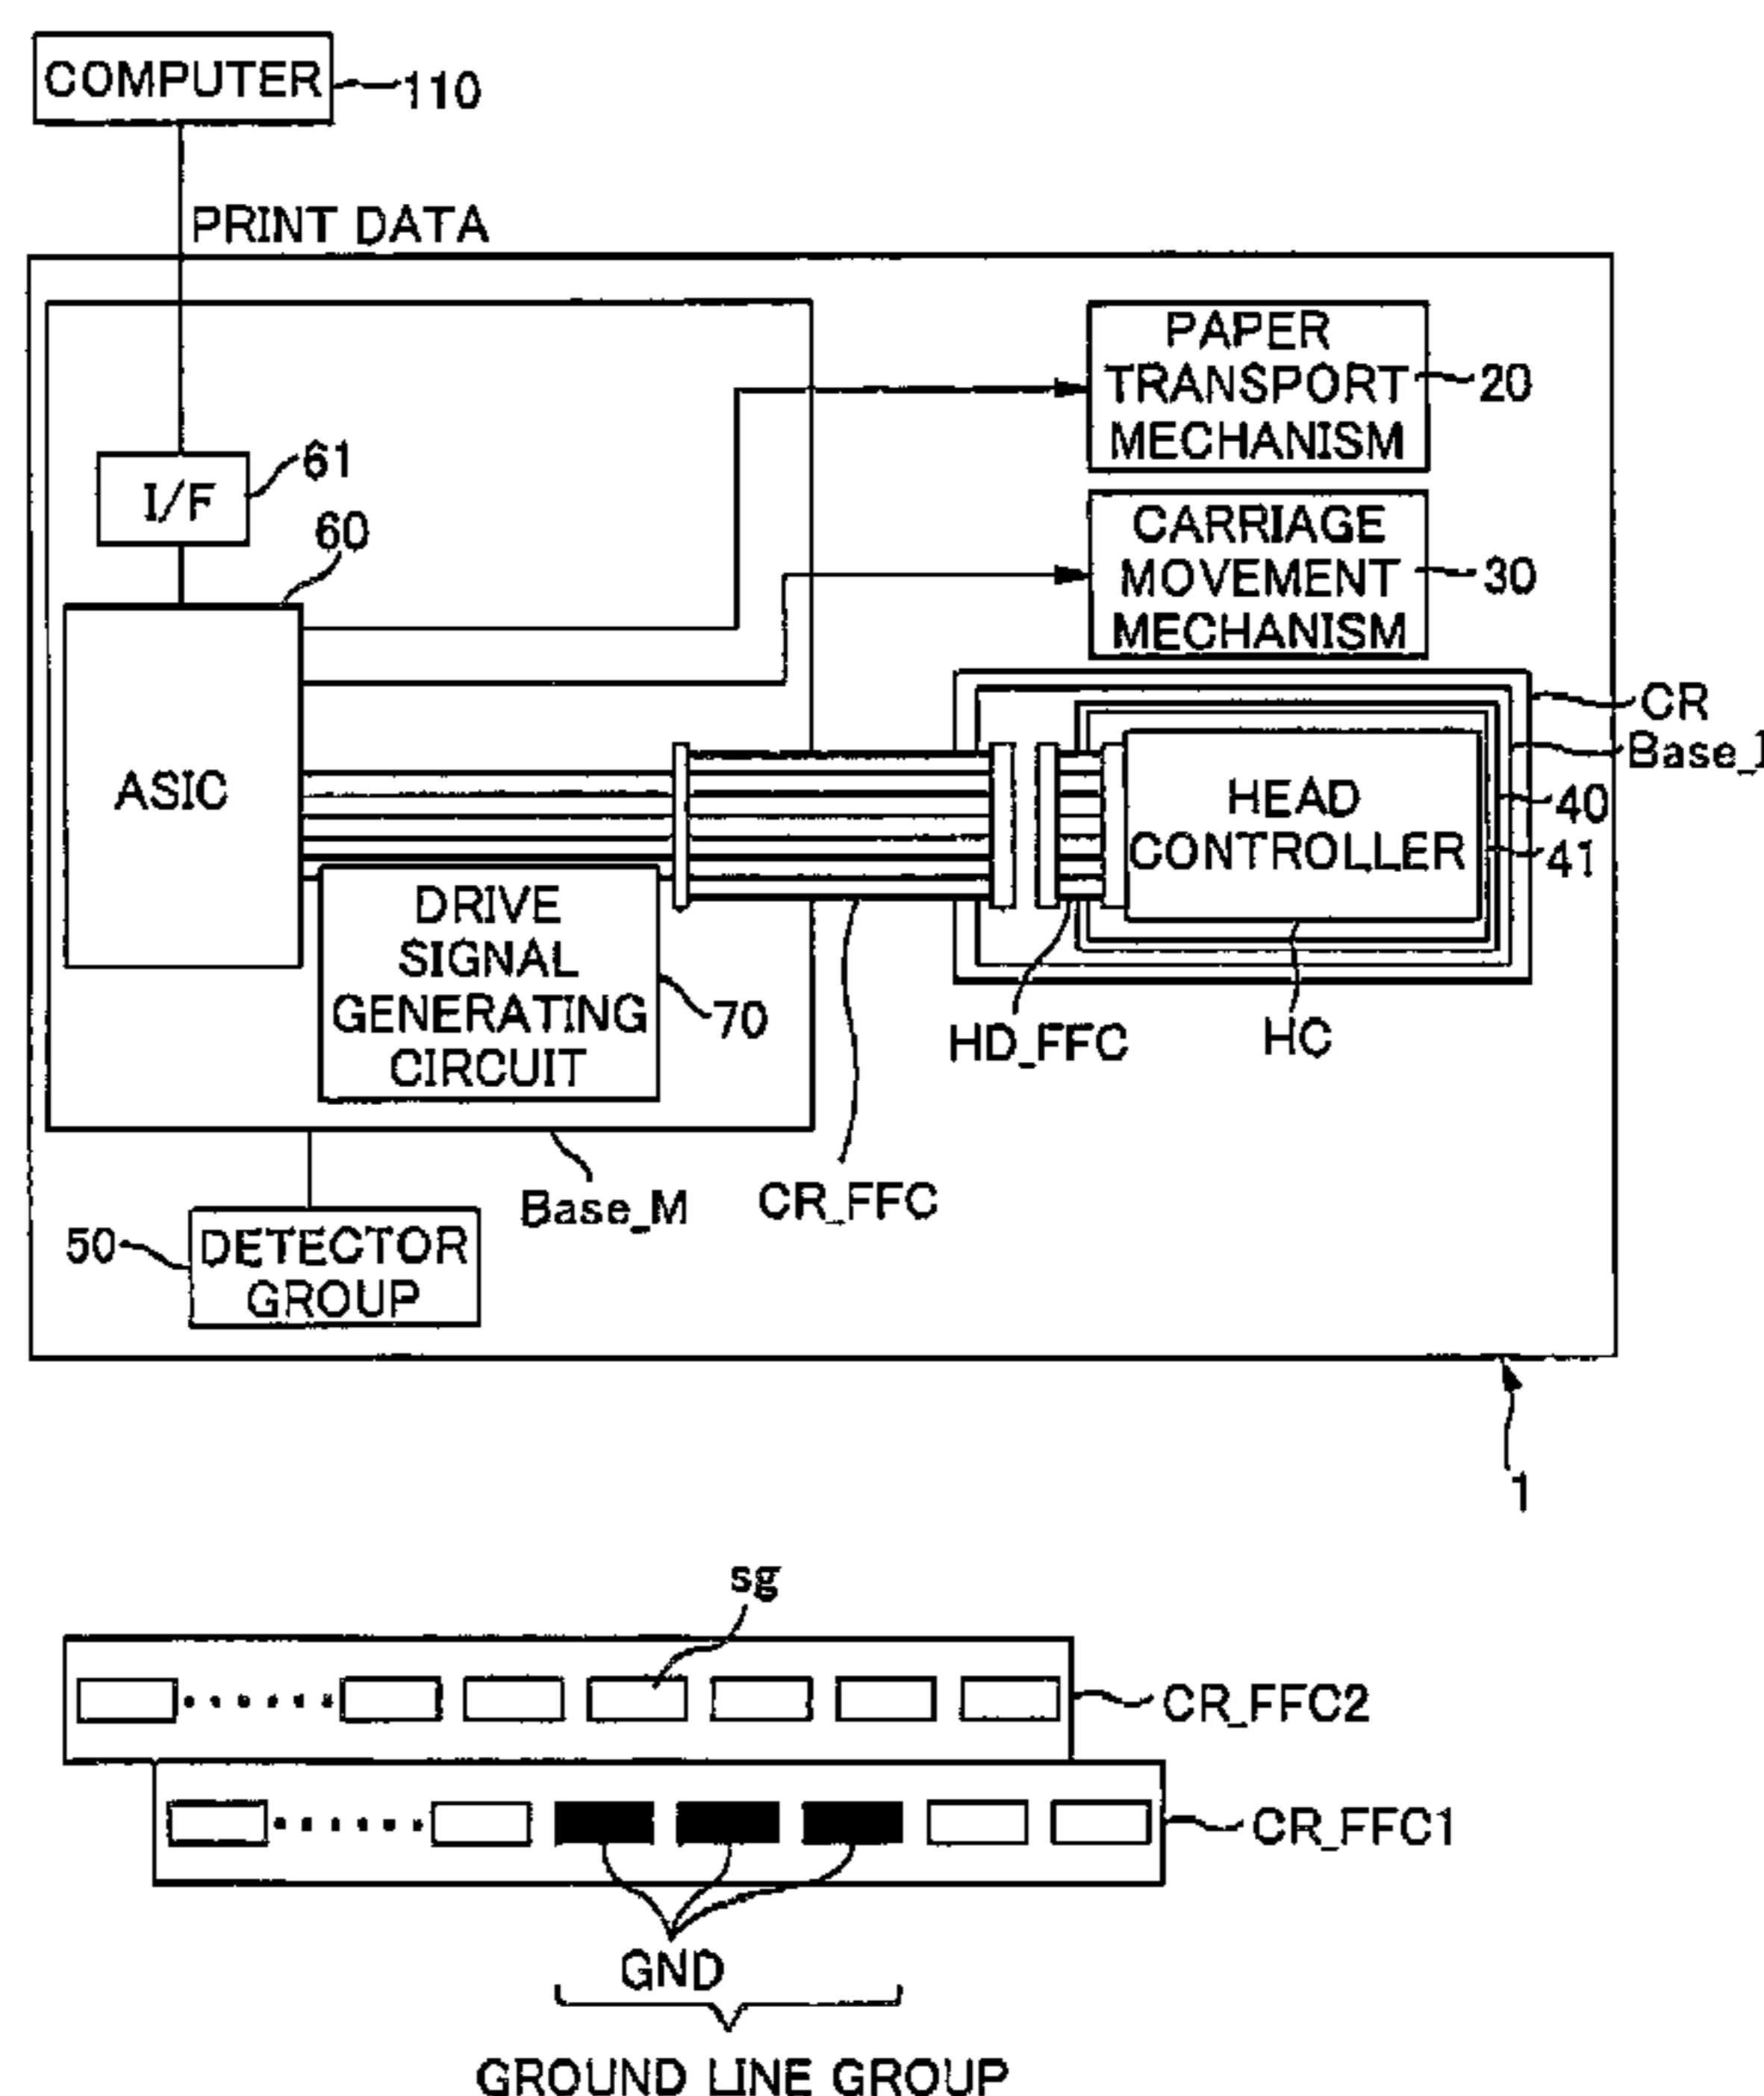 COMPUTER
110
PRINT DATA
PAPER
TRANSPORT
MECHANISM
20
I/F
61
60
CARRIAGE
MOVEMENT
MECHANISM
30
ASIC
CR
HEAD
CONTROLLER
40
41
DRIVE
SIGNAL
GENERATING
CIRCUIT
70
HD_FFC
HC
Base_M
CR_FFC
50
DETECTOR
GROUP
1
sg
CR_FFC2
CR_FFC1
GND
GROUND LINE GROUP